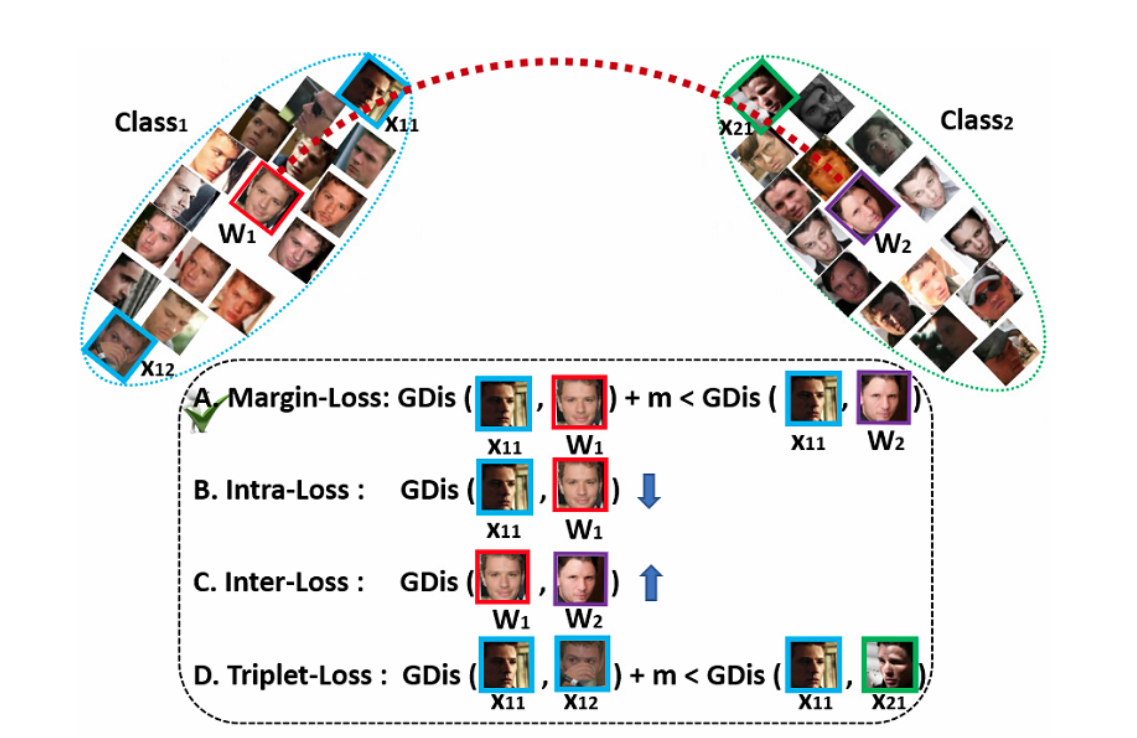 Class1
x11
W1
x12
Class2
x21
W2
A. Margin-Loss: GDis ( , ) + m < GDis ( , )
x11 W1 x11 W2
B. Intra-Loss : GDis ( , )
x11 W1
C. Inter-Loss : GDis ( , )
W1 W2
D. Triplet-Loss : GDis ( , ) + m < GDis ( , )
x11 x12 x11 x21